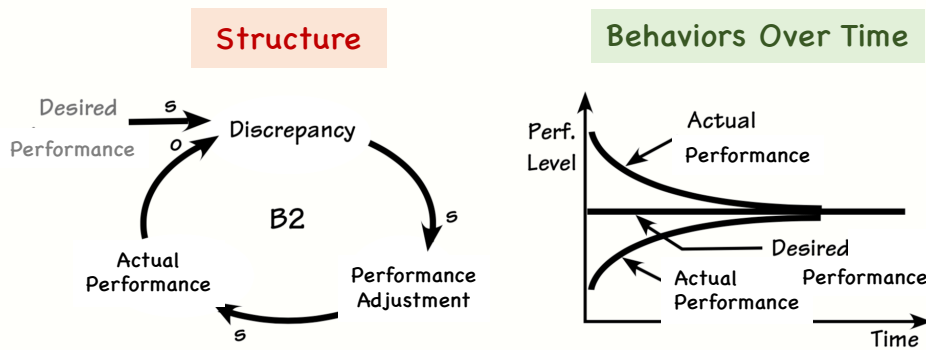 Structure
Behaviors Over Time
Desired
Performance
s
o
Discrepancy
s
B2
Actual
Performance
Performance
Adjustment
s
Perf.
Level
Actual
Performance
Desired
Performance
Actual
Performance
Time